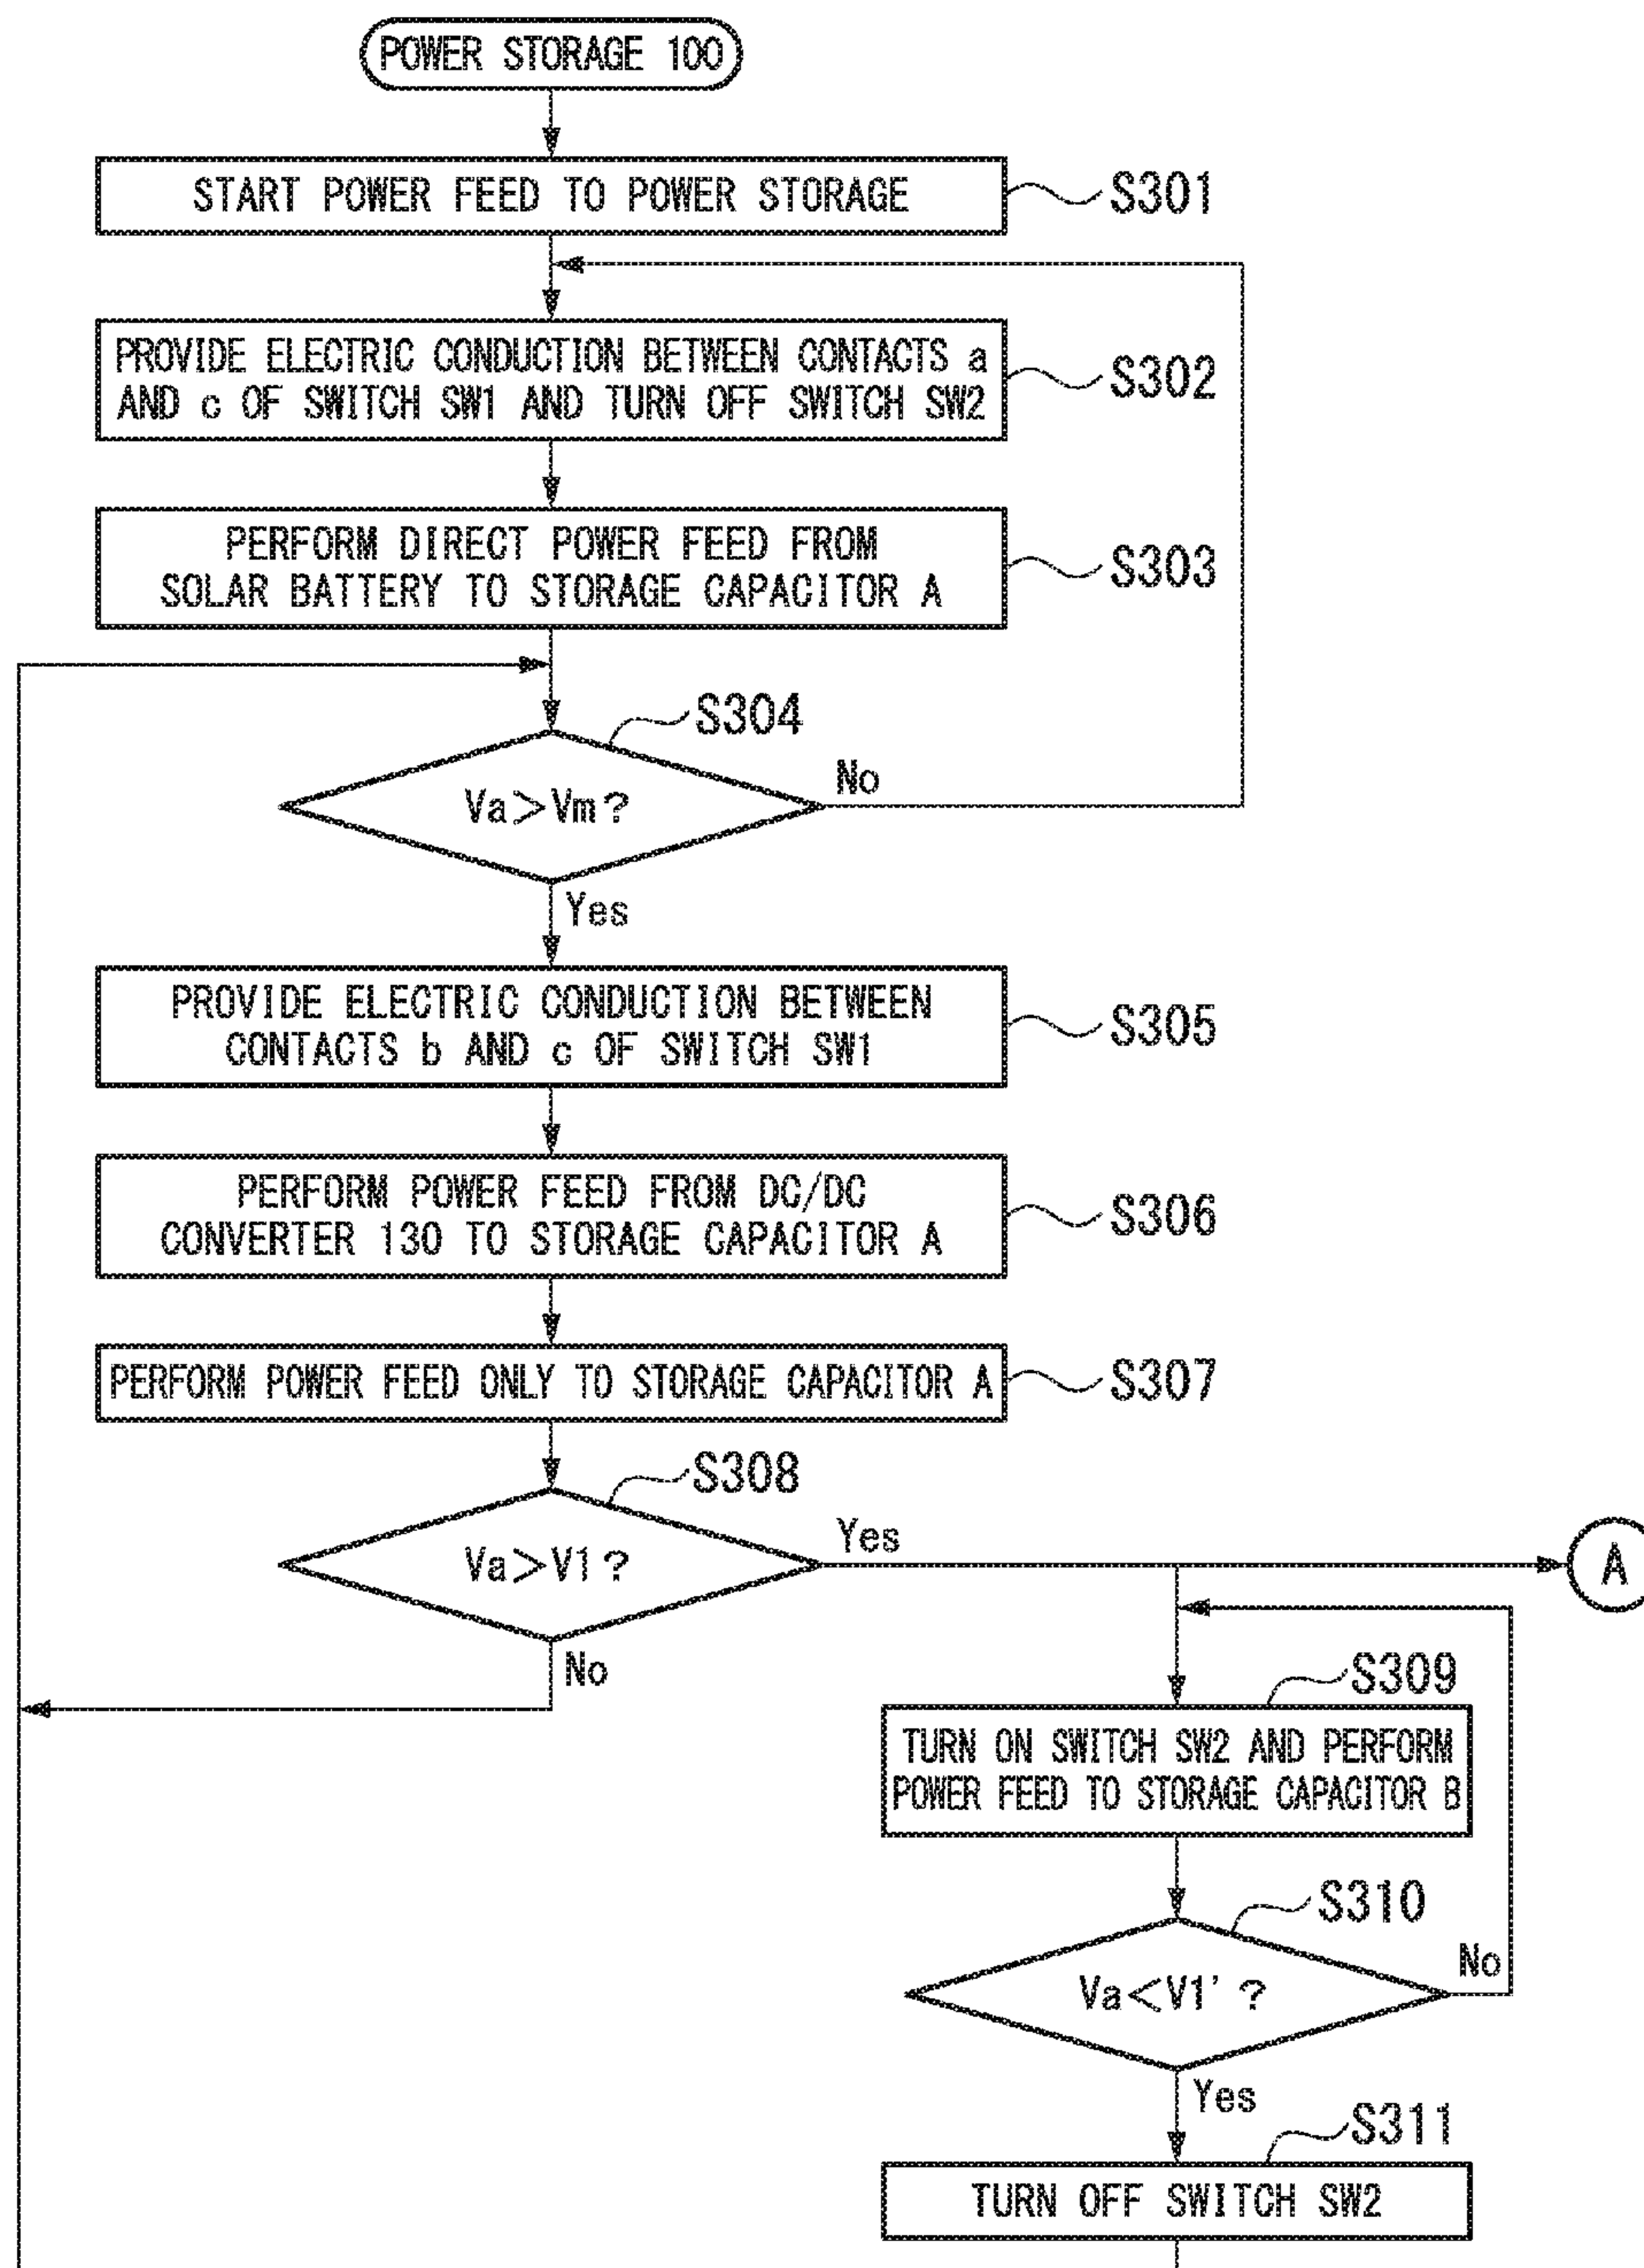 POWER STORAGE 100
START POWER FEED TO POWER STORAGE
S301
PROVIDE ELECTRIC CONDUCTION BETWEEN CONTACTS a
AND c OF SWITCH SW1 AND TURN OFF SWITCH SW2
S302
PERFORM DIRECT POWER FEED FROM
SOLAR BATTERY TO STORAGE CAPACITOR A
S303
S304
Va>Vm?
No
Yes
PROVIDE ELECTRIC CONDUCTION BETWEEN
CONTACTS b AND c OF SWITCH SW1
S305
PERFORM POWER FEED FROM DC/DC
CONVERTER 130 TO STORAGE CAPACITOR A
S306
PERFORM POWER FEED ONLY TO STORAGE CAPACITOR A
S307
S308
Va>V1?
Yes
A
No
S309
TURN ON SWITCH SW2 AND PERFORM
POWER FEED TO STORAGE CAPACITOR B
S310
Va<V1'?
No
Yes
S311
TURN OFF SWITCH SW2